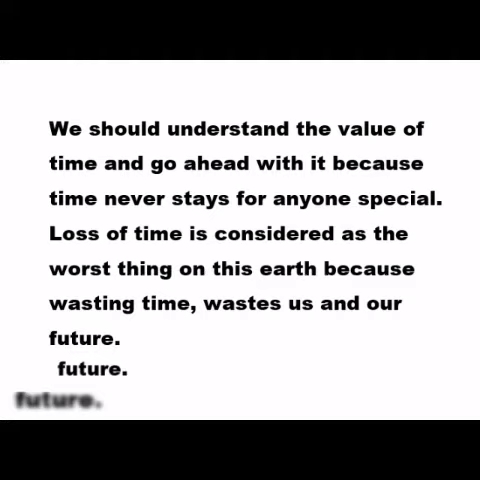 We should understand the value of
time and go ahead with it because
time never stays for anyone special.
Loss of time is considered as the
worst thing on this earth because
wasting time, wastes us and our
future.
future.
future.